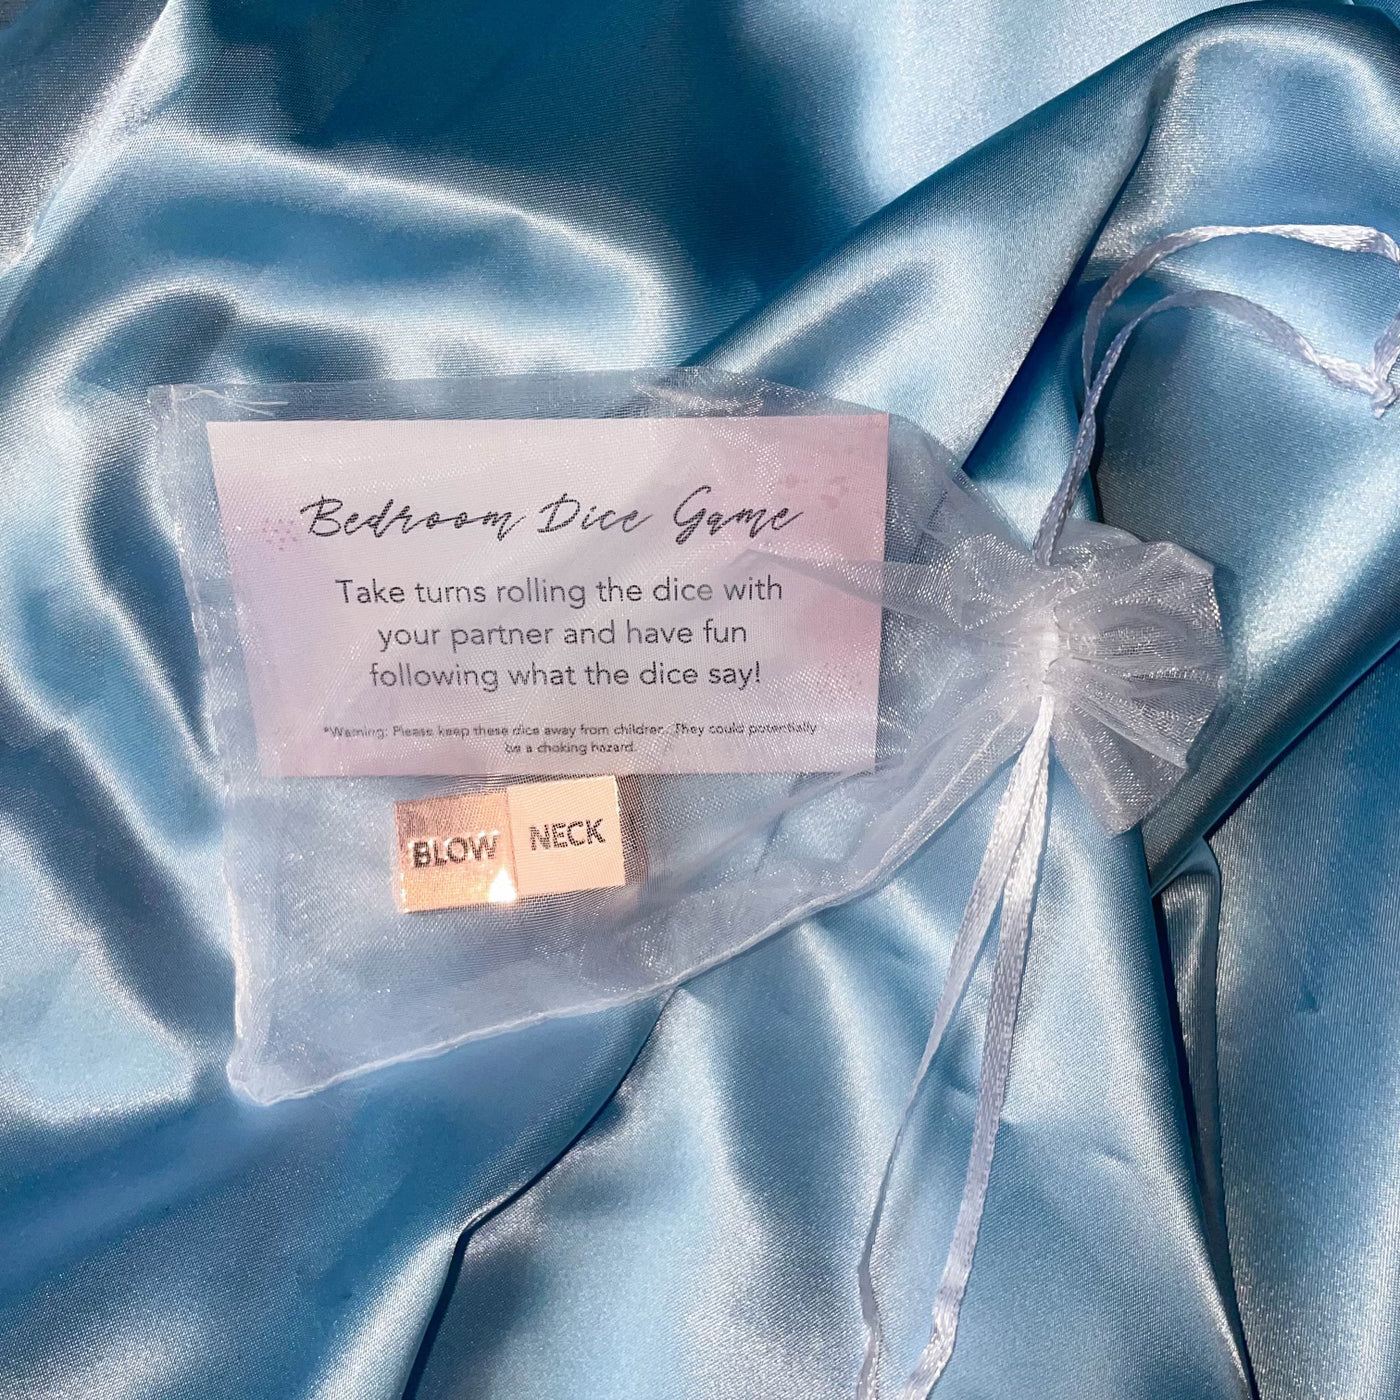 Bedroom Dice Game
Take turns rolling the dice with
your partner and have fun
following what the dice say!
*Warning: Please keep these dice away from children. They could potentially
be a choking hazard.
BLOW NECK